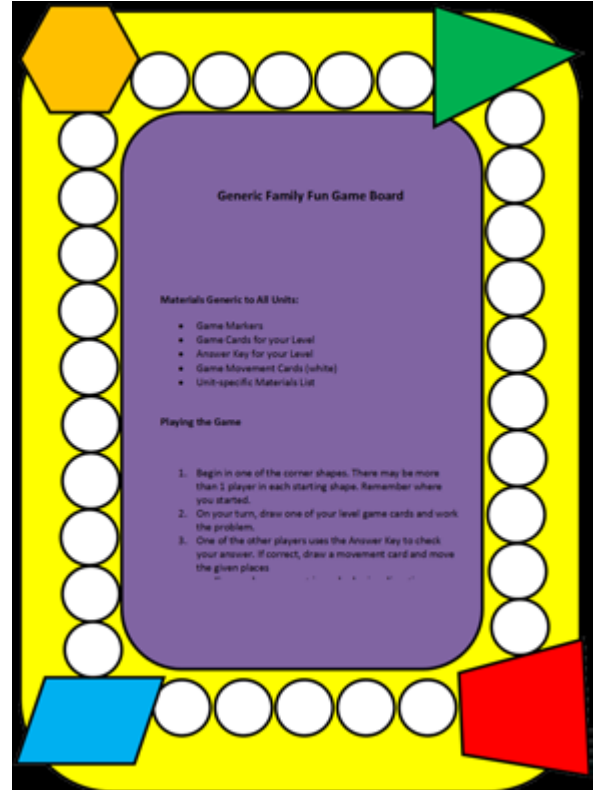 Generic Family Fun Game Board
Materials Generic to All Units:
• Game Markers
• Game Cards for your Level
• Answer Key for your Level
• Game Movement Cards (white)
• Unit-specific Materials List
Playing the Game
1. Begin in one of the corner shapes. There may be more
than 1 player in each starting shape. Remember where
you started.
2. On your turn, draw one of your level game cards and work
the problem.
3. One of the other players uses the Answer Key to check
your answer. If correct, draw a movement card and move
the given places